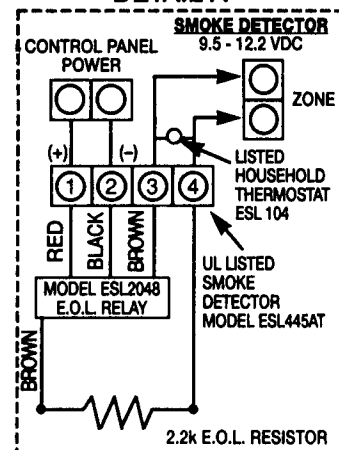 SMOKE DETECTOR
9.5 - 12.2 VDC
CONTROL PANEL
POWER
ZONE
(+)
(-)
LISTED
HOUSEHOLD
THERMOSTAT
ESL 104
1 2 3 4
RED
BLACK
BROWN
UL LISTED
SMOKE
DETECTOR
MODEL ESL445AT
MODEL ESL2048
E.O.L. RELAY
BROWN
2.2k E.O.L. RESISTOR